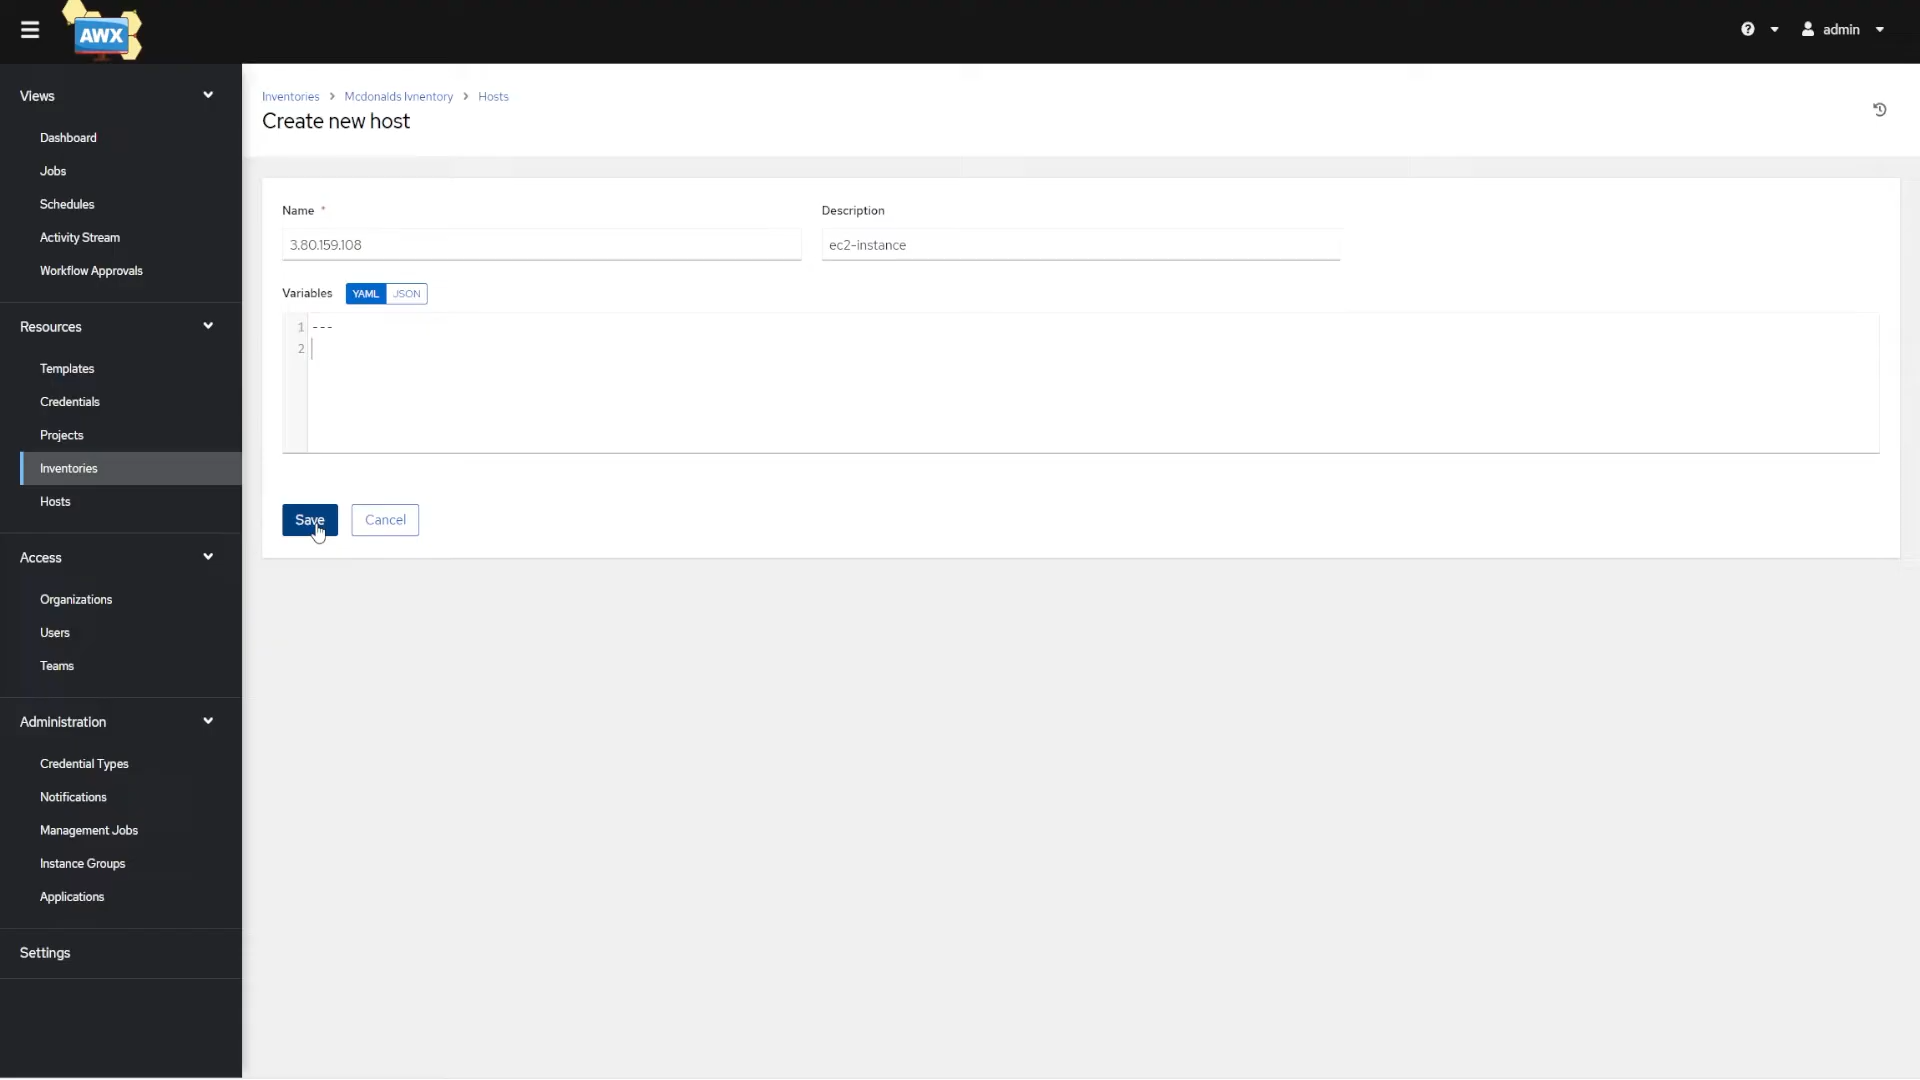 AWX
admin
Views
Dashboard
Jobs
Schedules
Activity Stream
Workflow Approvals
Resources
Templates
Credentials
Projects
Inventories
Hosts
Access
Organizations
Users
Teams
Administration
Credential Types
Notifications
Management Jobs
Instance Groups
Applications
Settings
Inventories > Mcdonalds Ivnentory > Hosts
Create new host
Name *
3.80.159.108
Description
ec2-instance
Variables YAML JSON
1 ---
2
Save Cancel